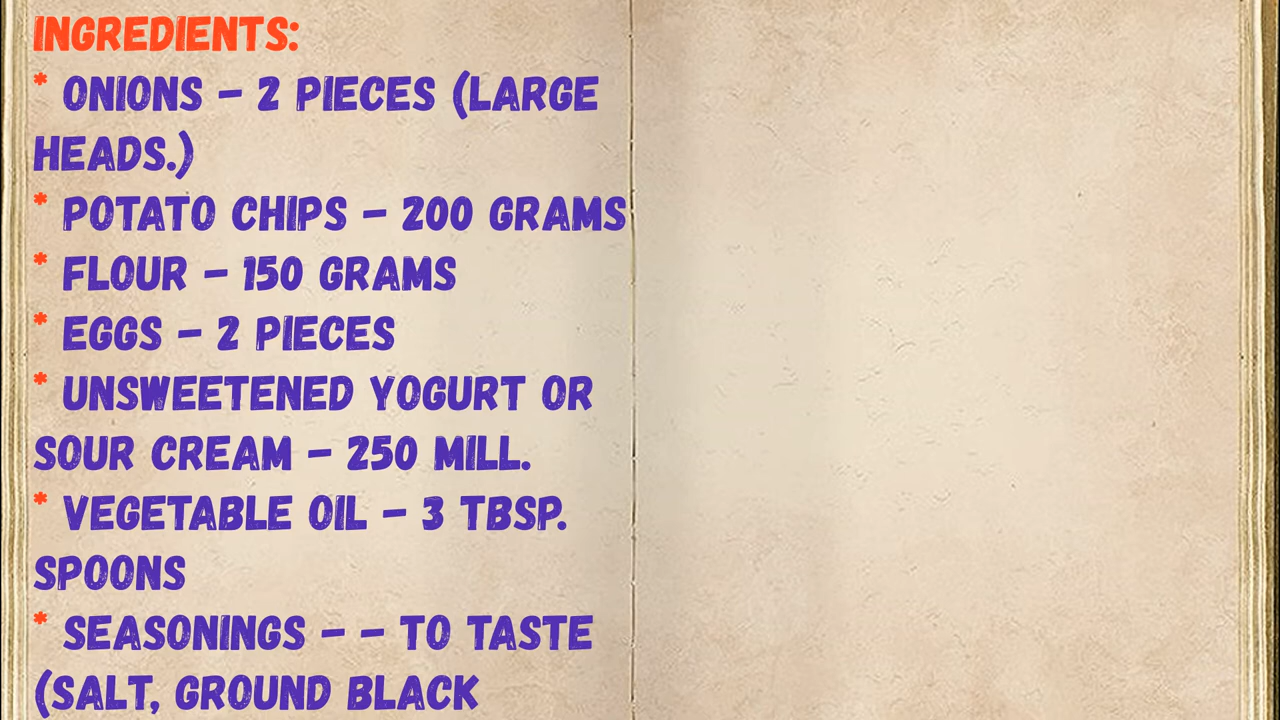 INGREDIENTS:
* ONIONS – 2 PIECES (LARGE
HEADS.)
* POTATO CHIPS – 200 GRAMS
* FLOUR – 150 GRAMS
* EGGS – 2 PIECES
* UNSWEETENED YOGURT OR
SOUR CREAM – 250 MILL.
* VEGETABLE OIL – 3 TBSP.
SPOONS
* SEASONINGS – – TO TASTE
(SALT, GROUND BLACK